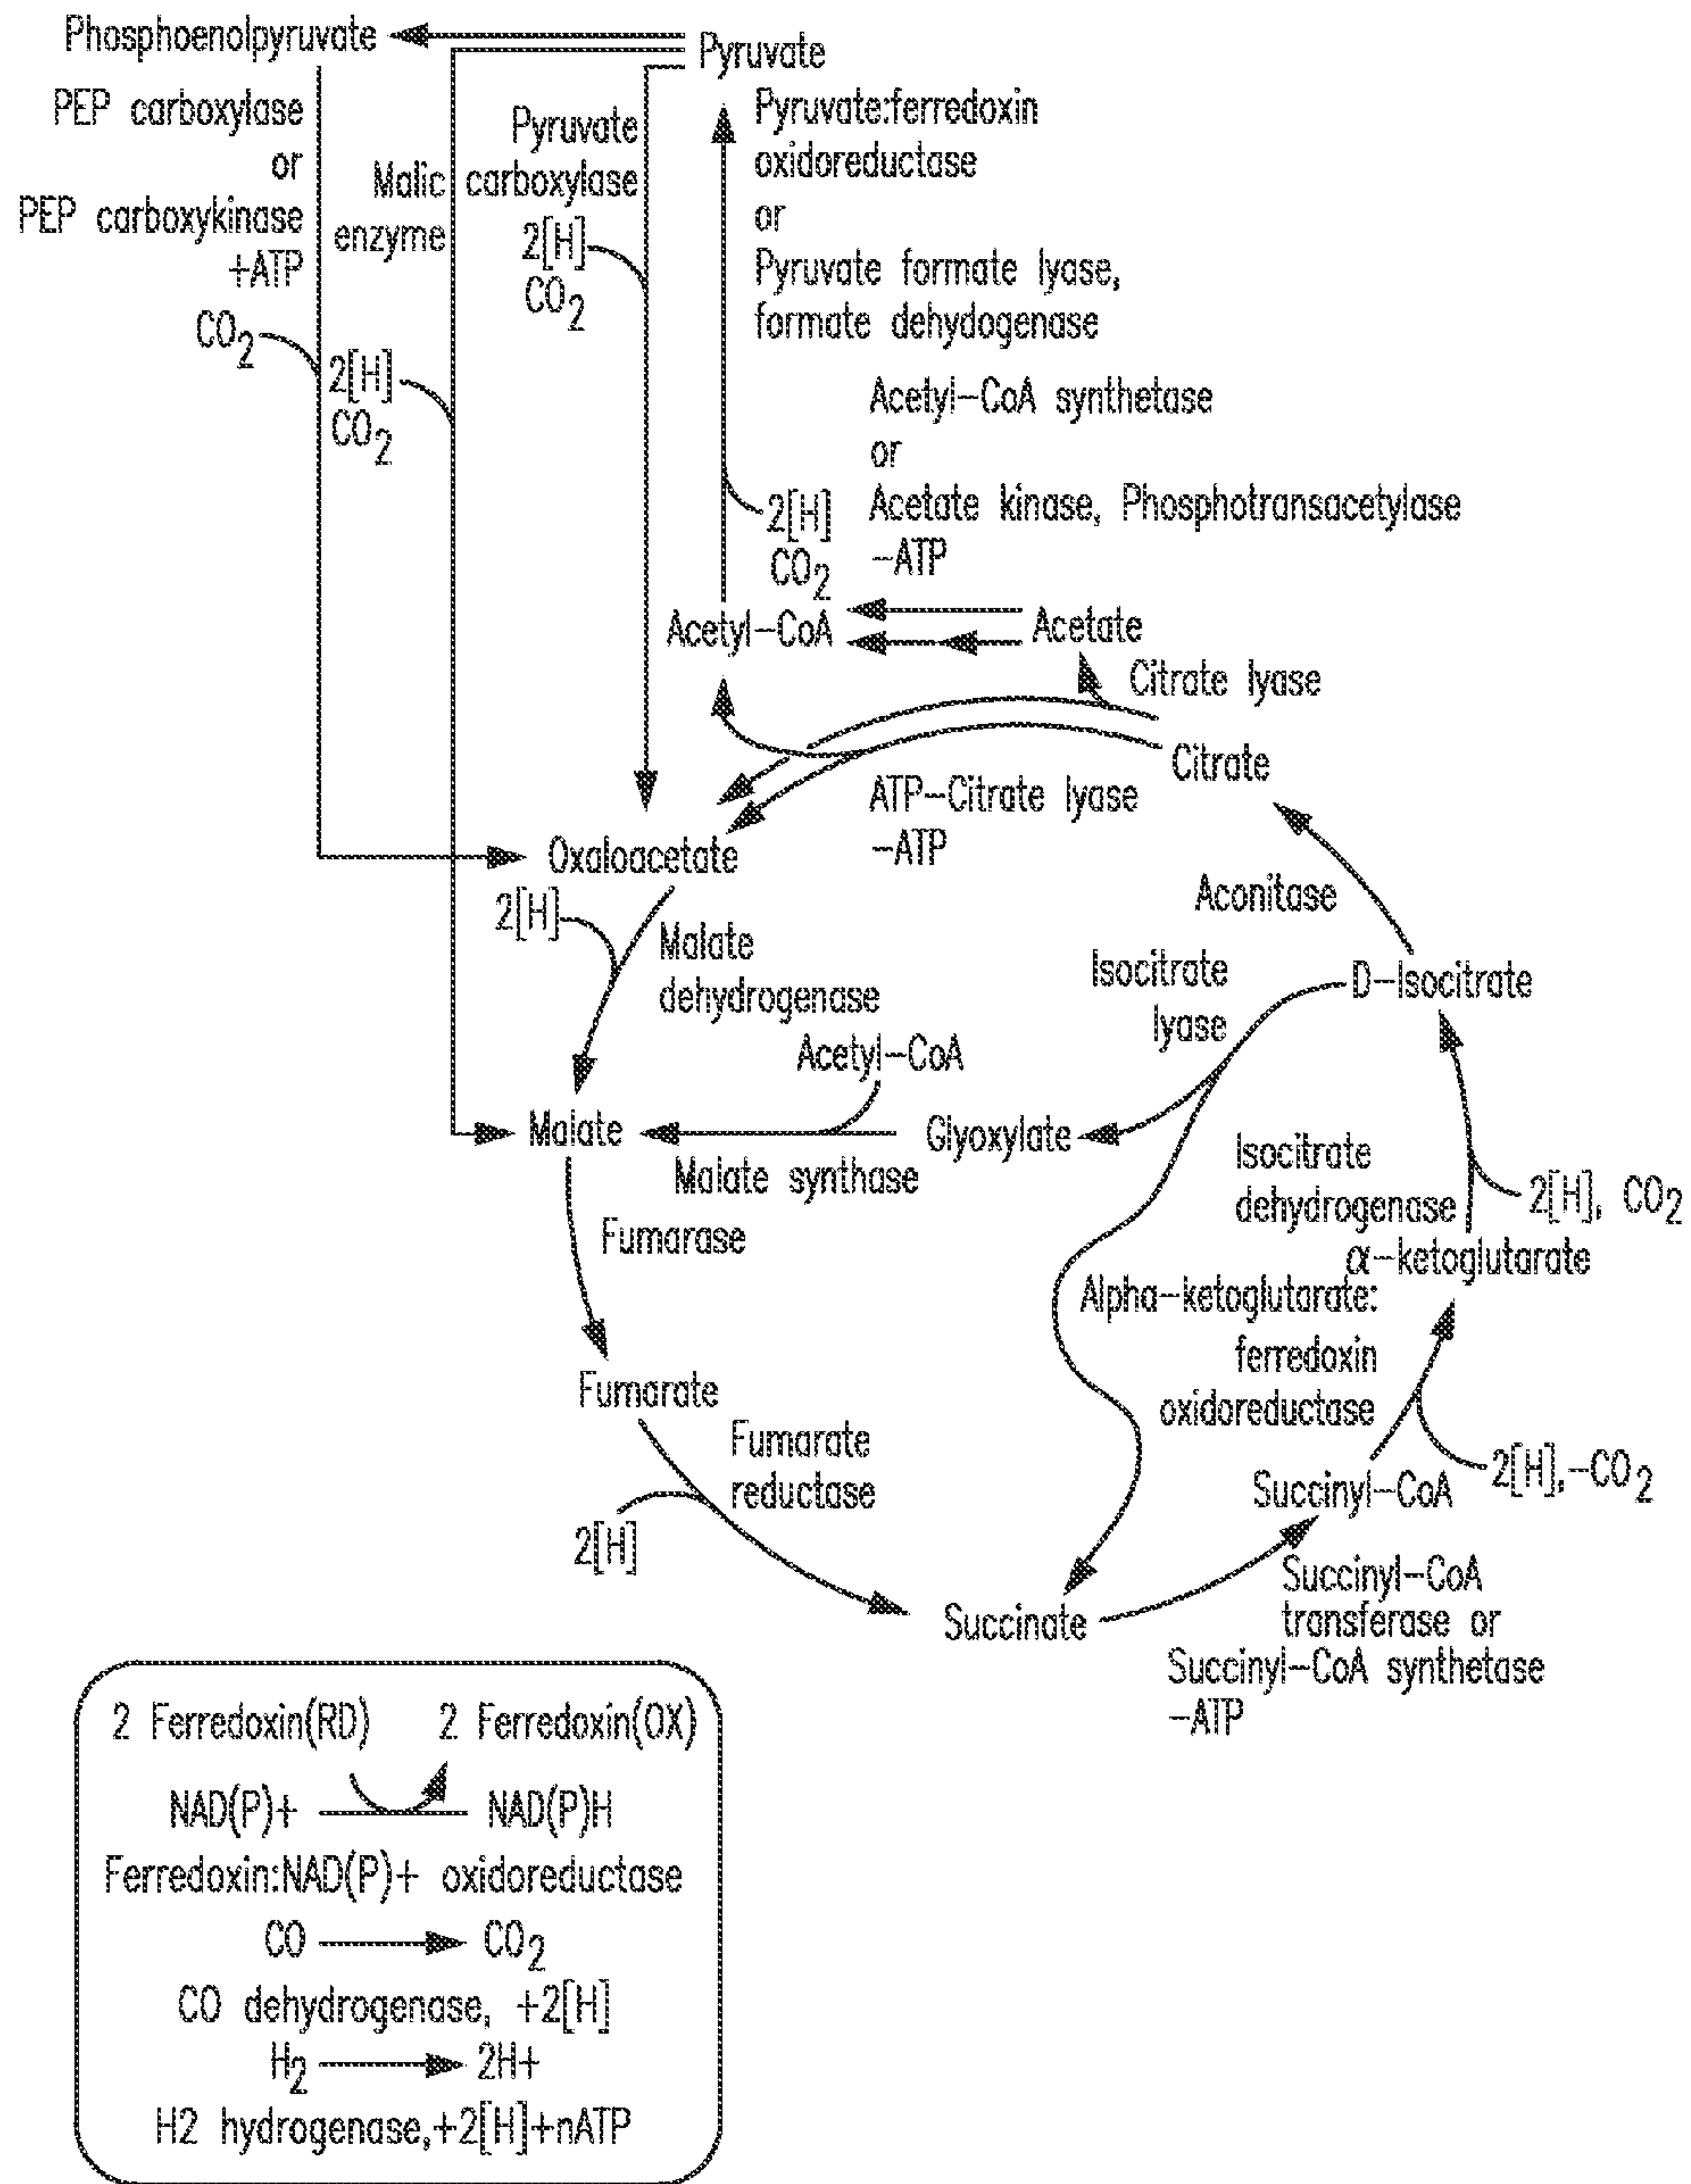 Phosphoenolpyruvate
Pyruvate
PEP carboxylase
or
PEP carboxykinase
+ATP
CO2
Malic
enzyme
2[H]
CO2
Pyruvate
carboxylase
2[H]
CO2
Pyruvate:ferredoxin
oxidoreductase
or
Pyruvate formate lyase,
formate dehydogenase
Acetyl-CoA synthetase
or
Acetate kinase, Phosphotransacetylase
-ATP
2[H]
CO2
Acetyl-CoA
Acetate
Citrate lyase
Citrate
ATP-Citrate lyase
-ATP
Oxaloacetate
2[H]
Malate
dehydrogenase
Aconitase
Isocitrate
lyase
D-Isocitrate
Acetyl-CoA
Malate
Glyoxylate
Malate synthase
Isocitrate
dehydrogenase
2[H], CO2
α-ketoglutarate
Fumarase
Alpha-ketoglutarate:
ferredoxin
oxidoreductase
Fumarate
Fumarate
reductase
2[H]
2[H],-CO2
Succinyl-CoA
Succinate
Succinyl-CoA
transferase or
Succinyl-CoA synthetase
-ATP
2 Ferredoxin(RD) 2 Ferredoxin(OX)
NAD(P)+ NAD(P)H
Ferredoxin:NAD(P)+ oxidoreductase
CO CO2
CO dehydrogenase, +2[H]
H2 2H+
H2 hydrogenase,+2[H]+nATP